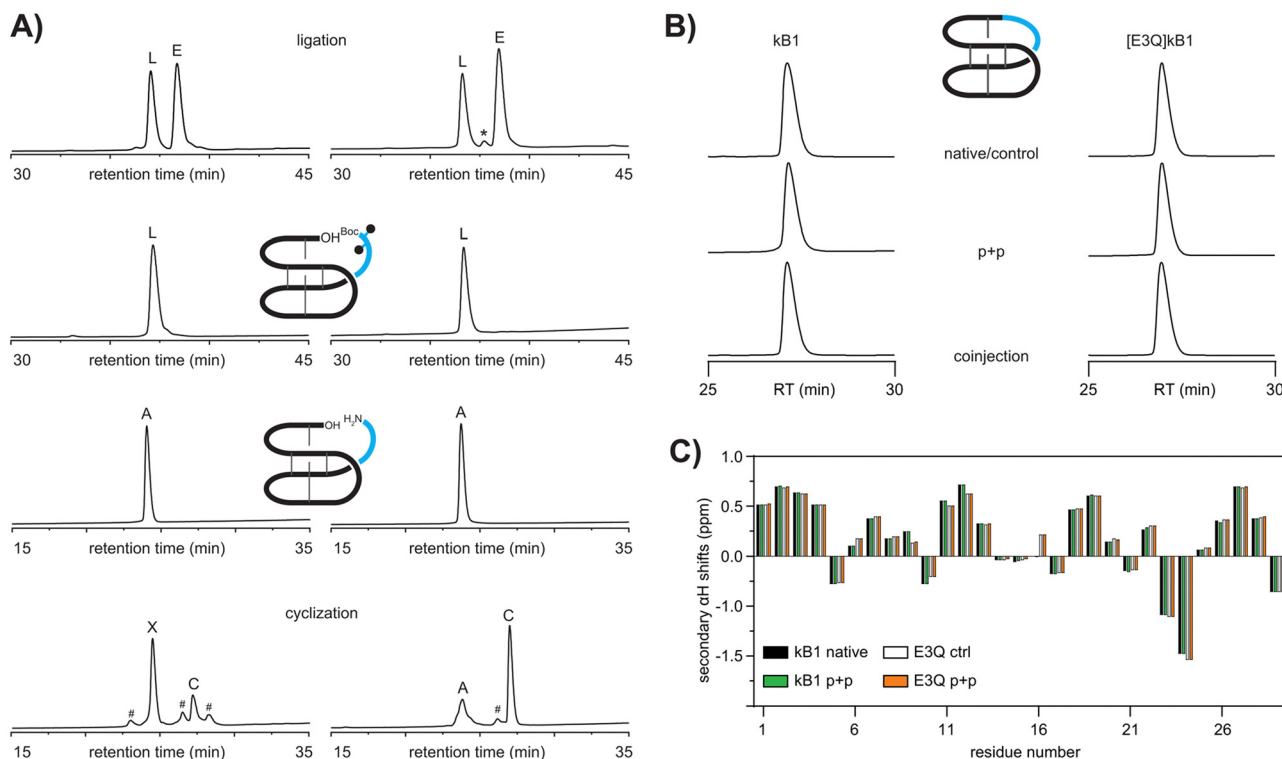 A)
ligation
L
E
L
*
E
30
retention time (min)
45
30
retention time (min)
45
L
OH
Boc
L
30
retention time (min)
45
30
retention time (min)
45
A
OH
H2N
A
15
retention time (min)
35
15
retention time (min)
35
cyclization
#
X
#
C
#
A
#
C
15
retention time (min)
35
15
retention time (min)
35
B)
kB1
[E3Q]kB1
native/control
p+p
coinjection
25
RT (min)
30
25
RT (min)
30
C)
secondary αH shifts (ppm)
1.0
0.5
0.0
-1.0
-1.5
kB1 native
E3Q ctrl
kB1 p+p
E3Q p+p
1
6
11
16
21
26
residue number